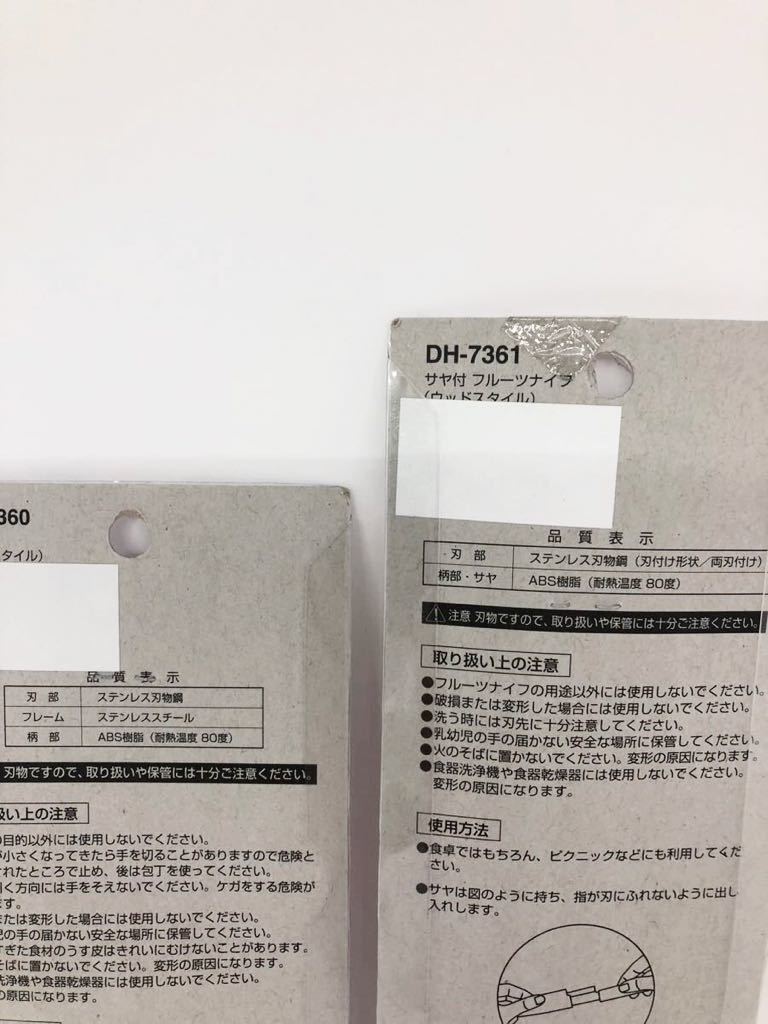 DH-7361
サヤ付 フルーツナイフ
(ウッドスタイル)
品質表示
刃部 ステンレス刃物鋼（刃付け形状／両刃付け）
柄部・サヤ ABS樹脂（耐熱温度 80度）
注意 刃物ですので、取り扱いや保管には十分ご注意ください。
取り扱い上の注意
●フルーツナイフの用途以外には使用しないでください。
●破損または変形した場合には使用しないでください。
●洗う時には刃先に十分注意してください。
●乳幼児の手の届かない安全な場所に保管してください。
●火のそばに置かないでください。変形の原因になります。
●食器洗浄機や食器乾燥器には使用しないでください。
変形の原因になります。
使用方法
●食卓ではもちろん、ピクニックなどにも利用してくだ
さい。
●サヤは図のように持ち、指が刃にふれないように出し
入れします。
360
タイル）
品質表示
刃部 ステンレス刃物鋼
フレーム ステンレススチール
柄部 ABS樹脂（耐熱温度 80度）
刃物ですので、取り扱いや保管には十分ご注意ください。
扱い上の注意
目的以外には使用しないでください。
小さくなってきたら手を切ることがありますので危険と
れたところで止め、後は包丁を使ってください。
く方向には手をそえないでください。ケガをする危険が
ます。
または変形した場合には使用しないでください。
児の手の届かない安全な場所に保管してください。
すぎた食材のうす皮はきれいにむけないことがあります。
そばに置かないでください。変形の原因になります。
洗浄機や食器乾燥器には使用しないでください。
の原因になります。